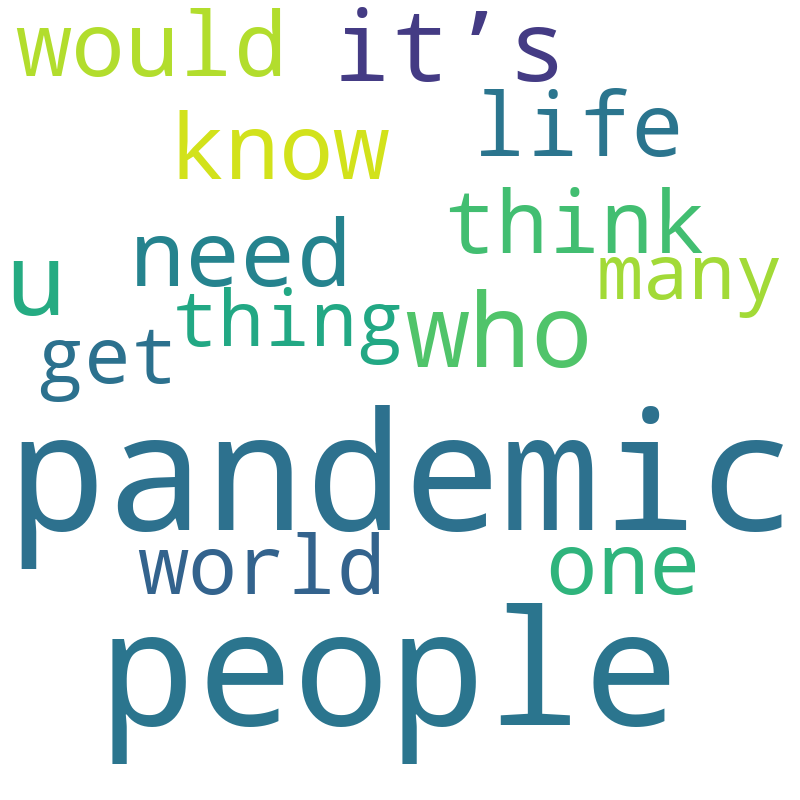 would it’s
know life
need think
u many
thing who
get
pandemic
world one
people